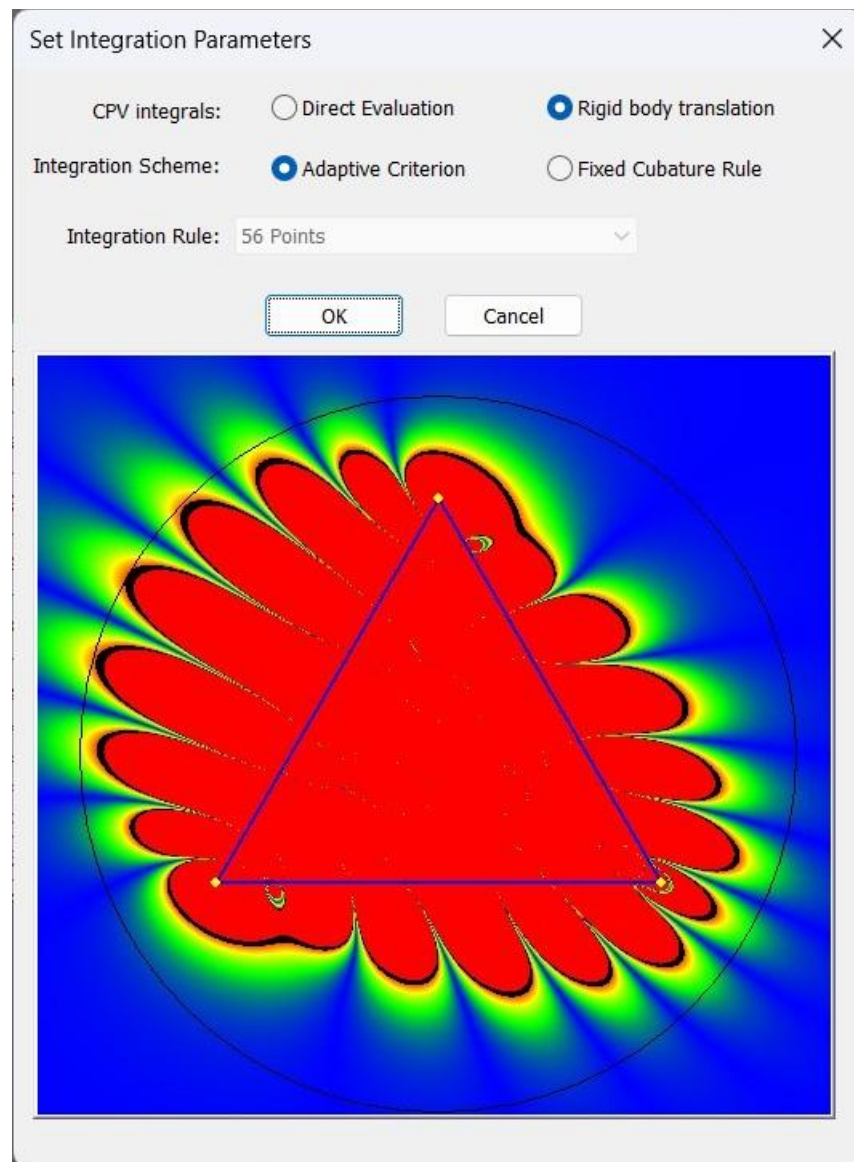 Set Integration Parameters
CPV integrals: Direct Evaluation Rigid body translation
Integration Scheme: Adaptive Criterion Fixed Cubature Rule
Integration Rule: 56 Points
OK Cancel